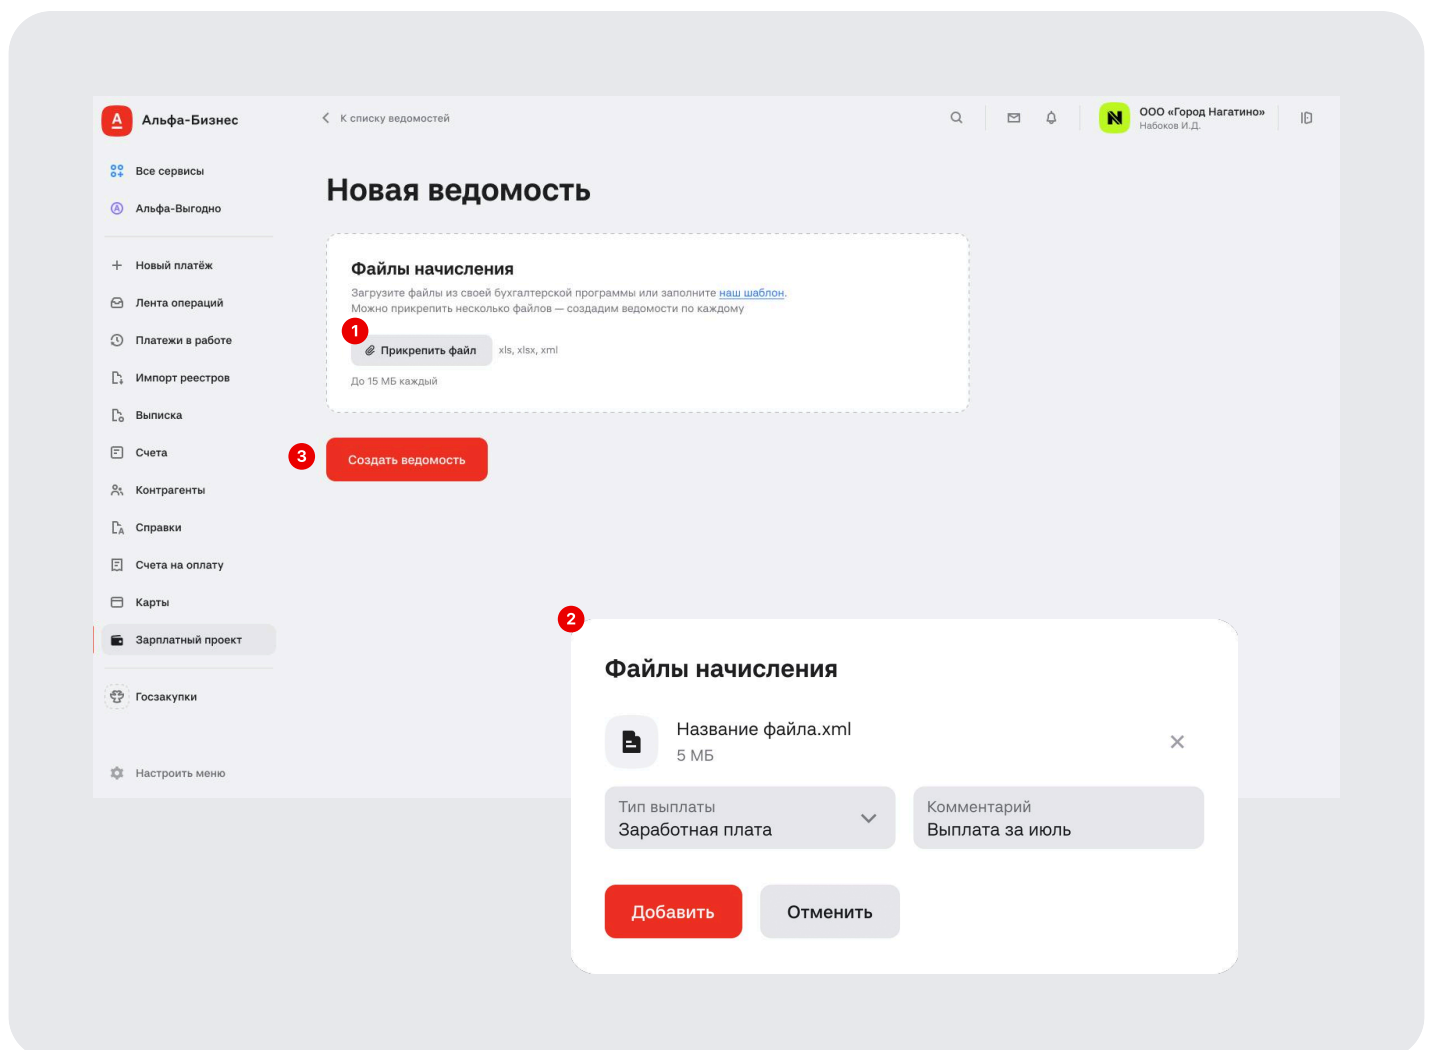 А Альфа-Бизнес
К списку ведомостей
N ООО «Город Нагатино»
Набоков И.Д.
Все сервисы
А Альфа-Выгодно
Новый платёж
Лента операций
Платежи в работе
Импорт реестров
Выписка
Счета
Контрагенты
А Справки
Счета на оплату
Карты
Зарплатный проект
Госзакупки
Настроить меню
Новая ведомость
Файлы начисления
Загрузите файлы из своей бухгалтерской программы или заполните наш шаблон.
Можно прикрепить несколько файлов — создадим ведомости по каждому
1
Прикрепить файл xls, xlsx, xml
До 15 МБ каждый
3 Создать ведомость
2
Файлы начисления
Название файла.xml
5 МБ
Тип выплаты
Заработная плата
Комментарий
Выплата за июль
Добавить Отменить